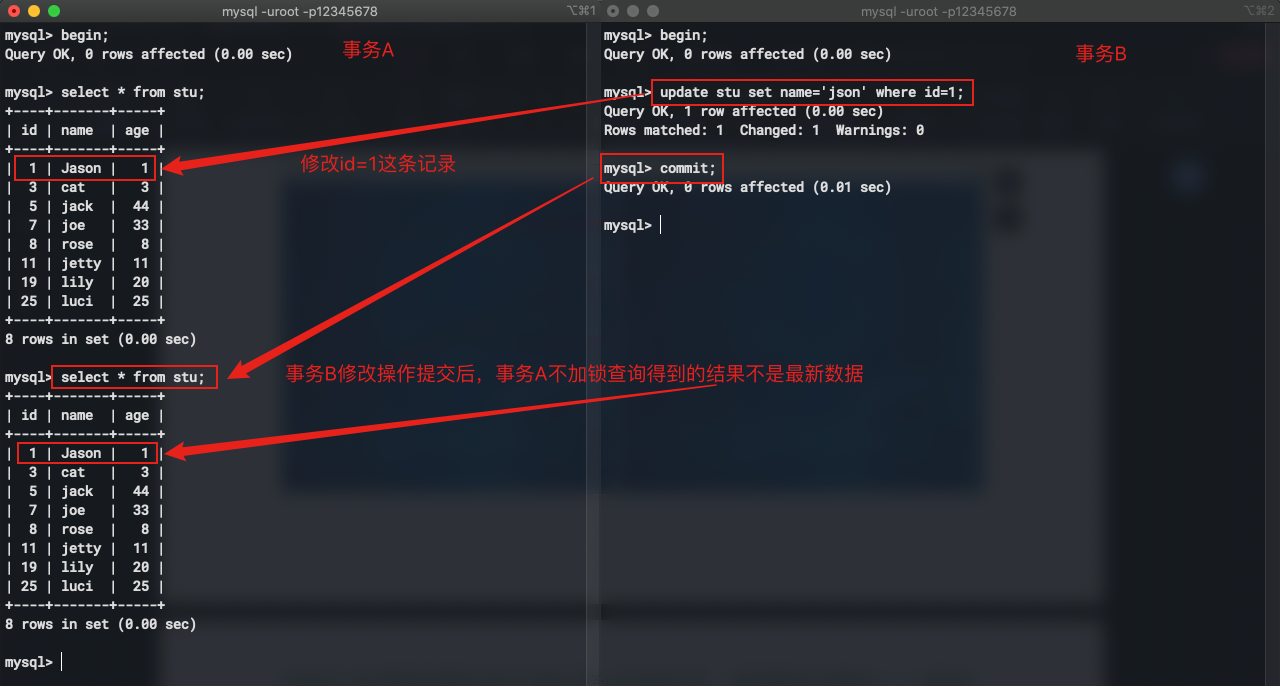 mysql -uroot -p12345678
⌥⌘1
mysql> begin;
Query OK, 0 rows affected (0.00 sec)
事务A
mysql> select * from stu;
+----+-------+-----+
| id | name  | age |
+----+-------+-----+
|  1 | Jason |   1 |
|  3 | cat   |   3 |
|  5 | jack  |  44 |
|  7 | joe   |  33 |
|  8 | rose  |   8 |
| 11 | jetty |  11 |
| 19 | lily  |  20 |
| 25 | luci  |  25 |
+----+-------+-----+
8 rows in set (0.00 sec)
修改id=1这条记录
mysql> select * from stu;
+----+-------+-----+
| id | name  | age |
+----+-------+-----+
|  1 | Jason |   1 |
|  3 | cat   |   3 |
|  5 | jack  |  44 |
|  7 | joe   |  33 |
|  8 | rose  |   8 |
| 11 | jetty |  11 |
| 19 | lily  |  20 |
| 25 | luci  |  25 |
+----+-------+-----+
8 rows in set (0.00 sec)
mysql>
事务B修改操作提交后，事务A不加锁查询得到的结果不是最新数据
mysql -uroot -p12345678
⌥⌘2
mysql> begin;
Query OK, 0 rows affected (0.00 sec)
事务B
mysql> update stu set name='json' where id=1;
Query OK, 1 row affected (0.00 sec)
Rows matched: 1  Changed: 1  Warnings: 0
mysql> commit;
Query OK, 0 rows affected (0.01 sec)
mysql>